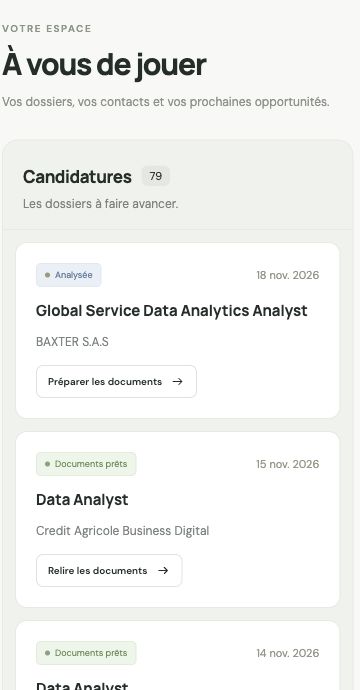 VOTRE ESPACE
À vous de jouer
Vos dossiers, vos contacts et vos prochaines opportunités.
Candidatures 79
Les dossiers à faire avancer.
Analysée 18 nov. 2026
Global Service Data Analytics Analyst
BAXTER S.A.S
Préparer les documents →
Documents prêts 15 nov. 2026
Data Analyst
Credit Agricole Business Digital
Relire les documents →
Documents prêts 14 nov. 2026
Data Analyst